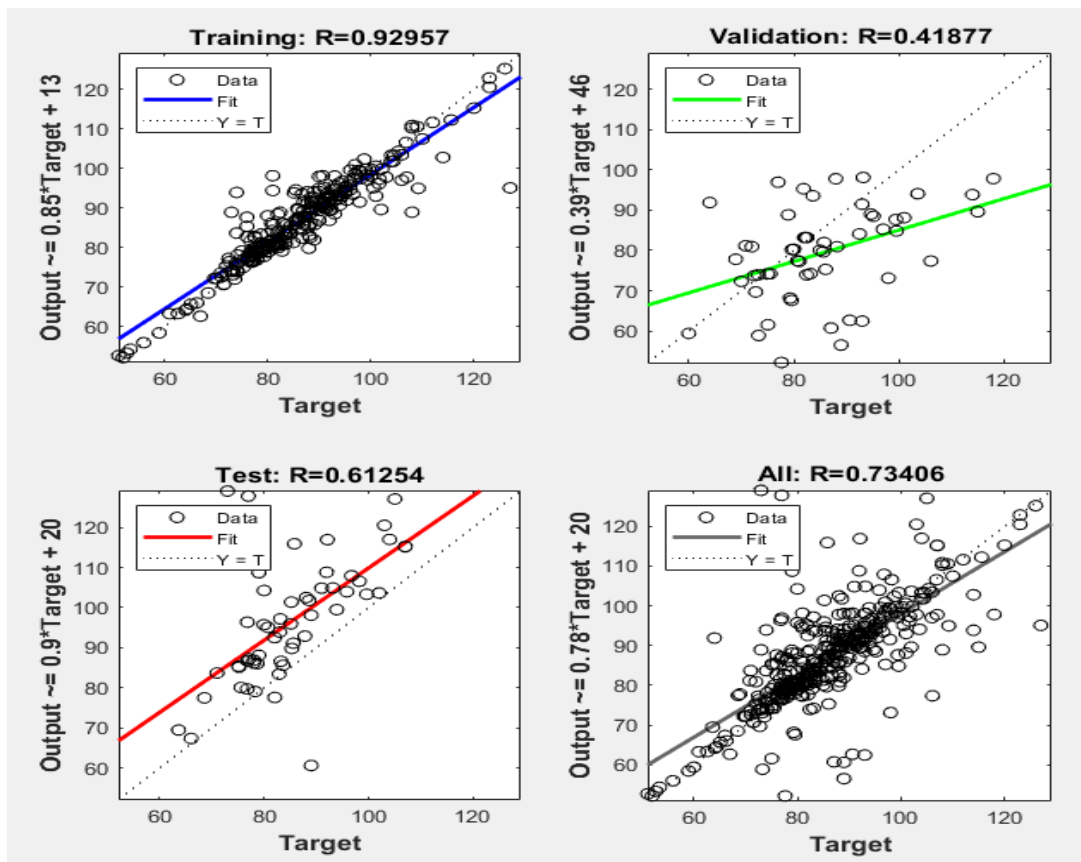 Training: R=0.92957
Output ~= 0.85*Target + 13
Data
Fit
Y = T
120
110
100
90
80
70
60
60
80
100
120
Target
Validation: R=0.41877
Output ~= 0.39*Target + 46
Data
Fit
Y = T
120
110
100
90
80
70
60
60
80
100
120
Target
Test: R=0.61254
Output ~= 0.9*Target + 20
Data
Fit
Y = T
120
110
100
90
80
70
60
60
80
100
120
Target
All: R=0.73406
Output ~= 0.78*Target + 20
Data
Fit
Y = T
120
110
100
90
80
70
60
60
80
100
120
Target